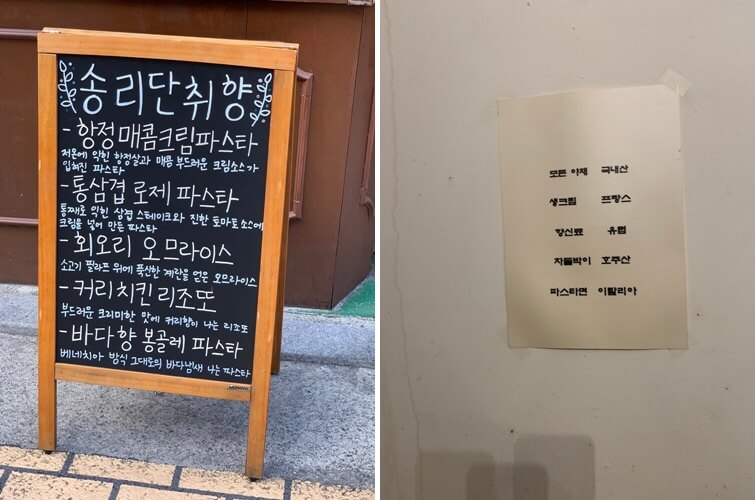 송리단취향
- 항정매콤크림파스타
저온에 익힌 항정살과 매콤 부드러운 크림소스가
입혀진 파스타
- 통삼겹 로제 파스타
통째로 익힌 삼겹 스테이크와 진한 토마토소스에
크림을 넣어 만든 파스타
- 회오리 오므라이스
소고기 필라프 위에 푹신한 계란을 얹은 오므라이스
- 커리치킨리조또
부드러운 크리미한 맛에 커리향이 나는 리조또
- 바다향 봉골레 파스타
베네치아 방식 그대로의 바다냄새 나는 파스타
모든 야채 국내산
생크림 프랑스
향신료 유럽
차돌박이 호주산
파스타면 이탈리아